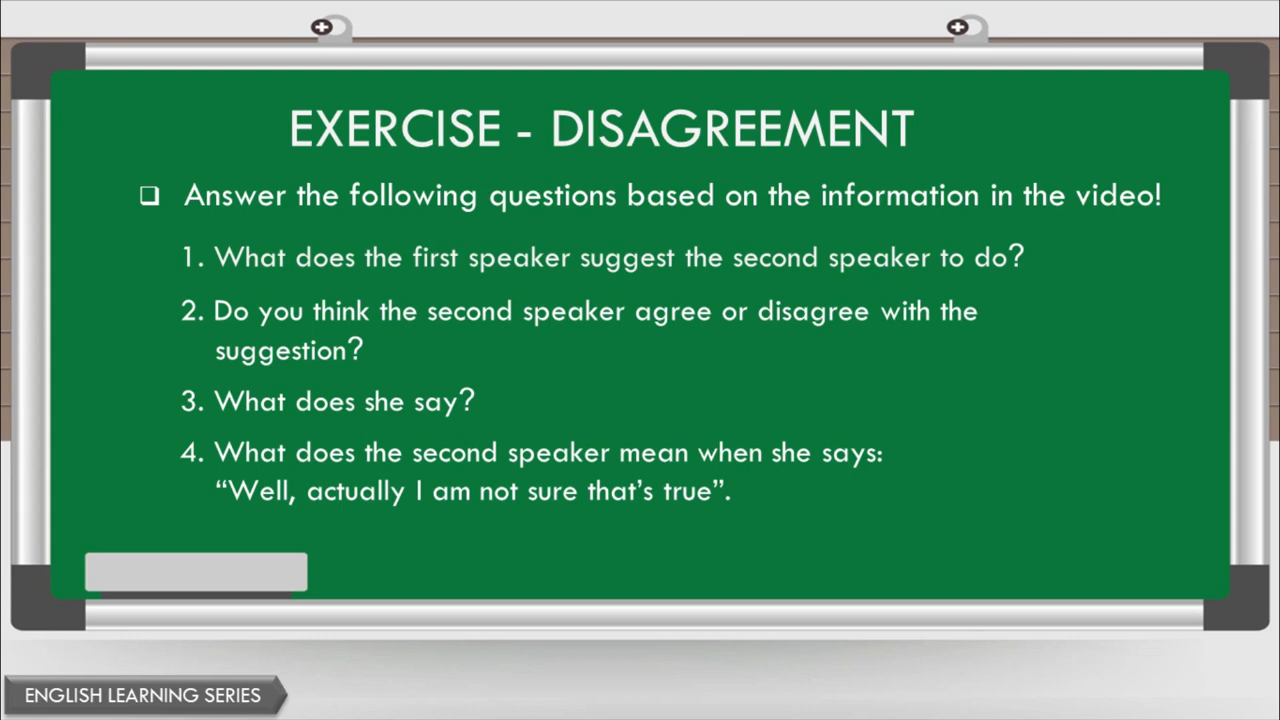 EXERCISE - DISAGREEMENT
❑ Answer the following questions based on the information in the video!
1. What does the first speaker suggest the second speaker to do?
2. Do you think the second speaker agree or disagree with the
suggestion?
3. What does she say?
4. What does the second speaker mean when she says:
“Well, actually I am not sure that’s true”.
ENGLISH LEARNING SERIES